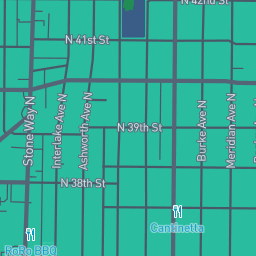 N 42nd St
N 41st St
Stone Way N
Interlake Ave N
Ashworth Ave N
N 39th St
Burke Ave N
Meridian Ave N
N 38th St
Cantinetta
RoRo BBQ